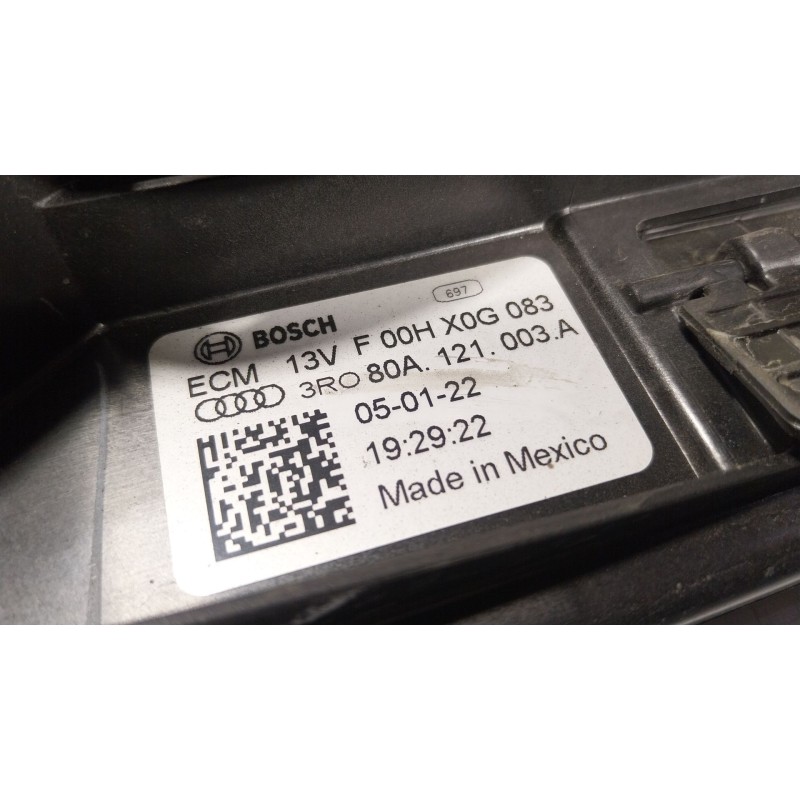 697
BOSCH
ECM 13V F 00H X0G 083
3RO 80A.121.003.A
05-01-22
19:29:22
Made in Mexico